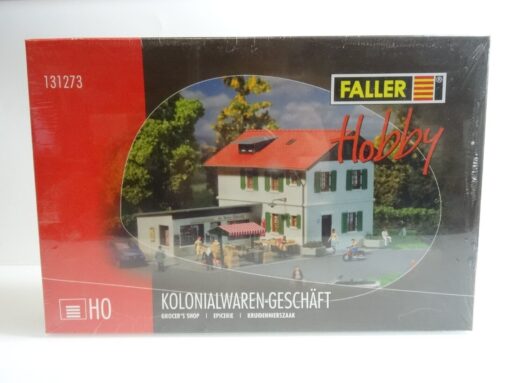 131273
FALLER
Hobby
H0
KOLONIALWAREN-GESCHÄFT
GROCER'S SHOP | EPICERIE | KRUIDENIERSZAAK